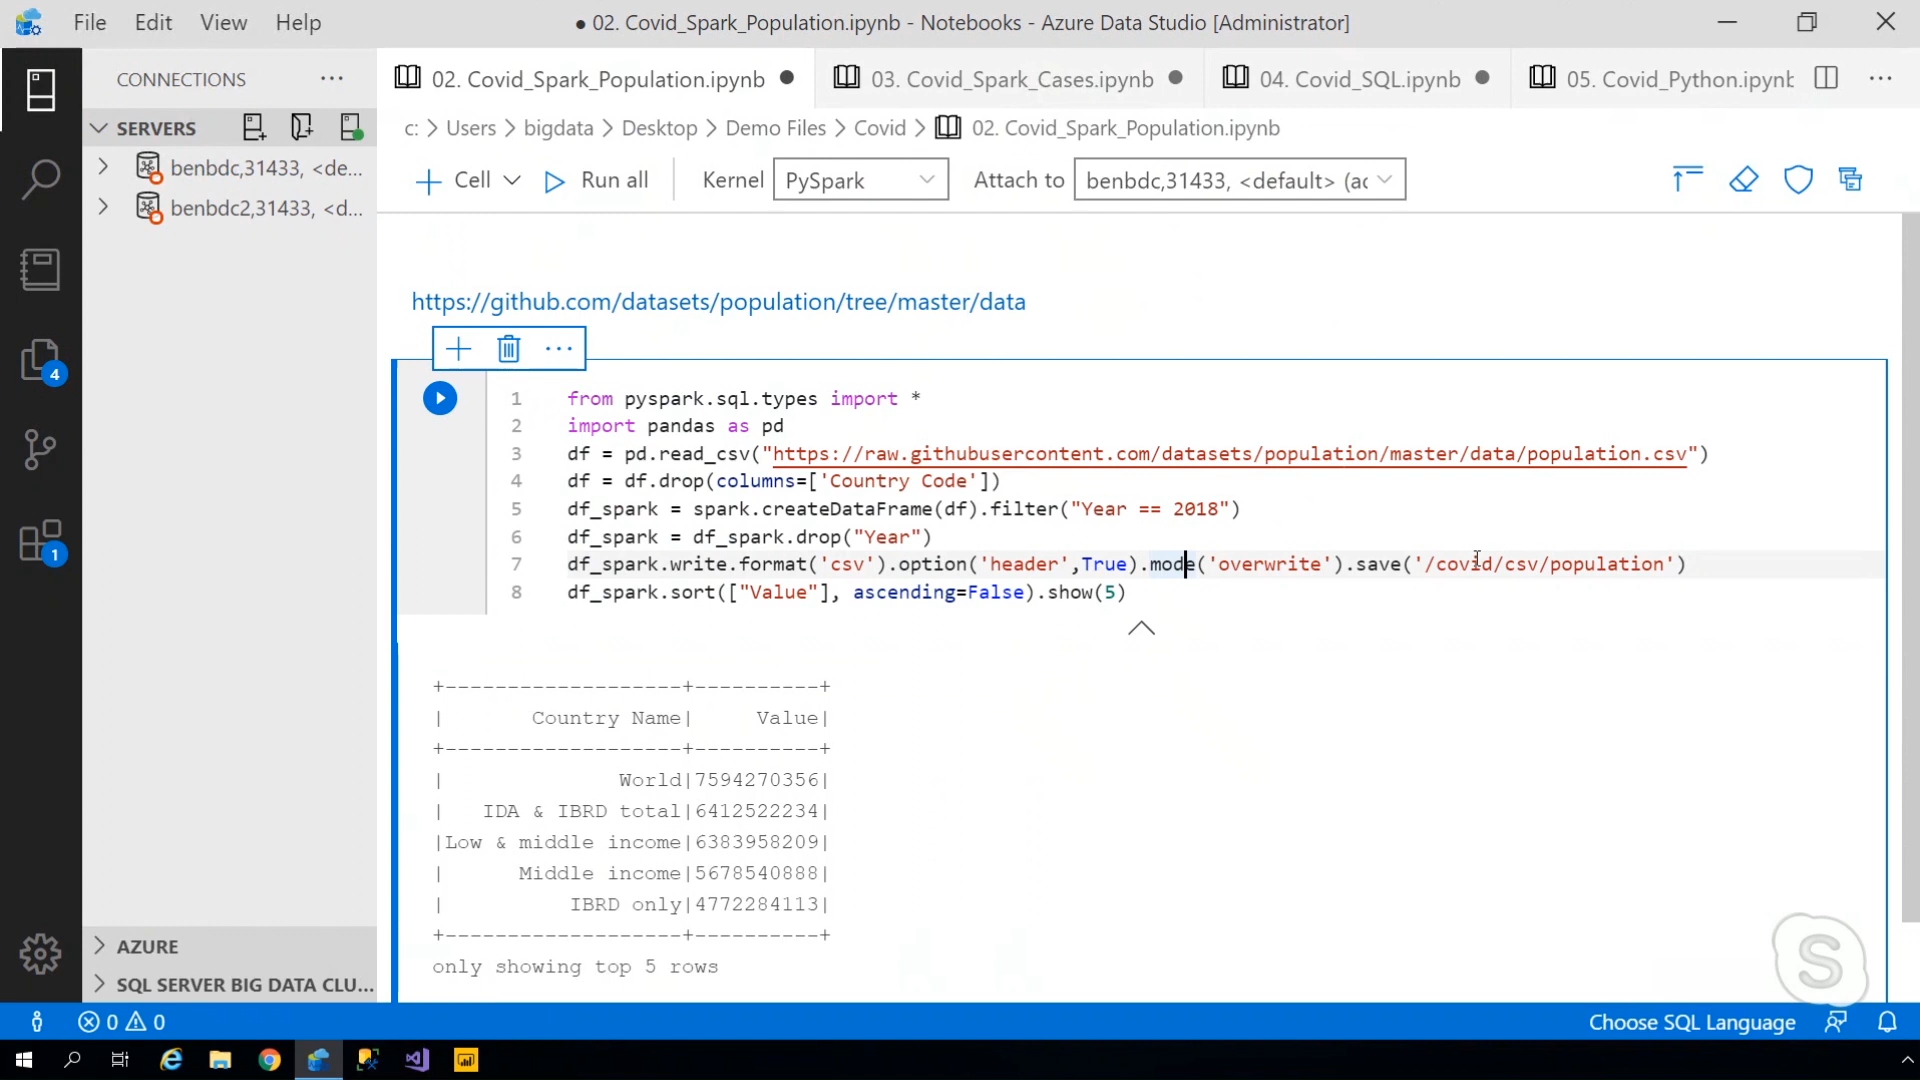 File Edit View Help
● 02. Covid_Spark_Population.ipynb - Notebooks - Azure Data Studio [Administrator]
CONNECTIONS
02. Covid_Spark_Population.ipynb
03. Covid_Spark_Cases.ipynb
04. Covid_SQL.ipynb
05. Covid_Python.ipynb
SERVERS
benbdc,31433, <de...
benbdc2,31433, <d...
c: > Users > bigdata > Desktop > Demo Files > Covid > 02. Covid_Spark_Population.ipynb
Cell Run all Kernel PySpark Attach to benbdc,31433, <default> (ac
https://github.com/datasets/population/tree/master/data
1 from pyspark.sql.types import *
2 import pandas as pd
3 df = pd.read_csv("https://raw.githubusercontent.com/datasets/population/master/data/population.csv")
4 df = df.drop(columns=['Country Code'])
5 df_spark = spark.createDataFrame(df).filter("Year == 2018")
6 df_spark = df_spark.drop("Year")
7 df_spark.write.format('csv').option('header',True).mode('overwrite').save('/covid/csv/population')
8 df_spark.sort(["Value"], ascending=False).show(5)
+-------------------+----------+
|       Country Name|     Value|
+-------------------+----------+
|              World|7594270356|
|   IDA & IBRD total|6412522234|
|Low & middle income|6383958209|
|      Middle income|5678540888|
|          IBRD only|4772284113|
+-------------------+----------+
only showing top 5 rows
AZURE
SQL SERVER BIG DATA CLU...
4
1
0 0
Choose SQL Language
S